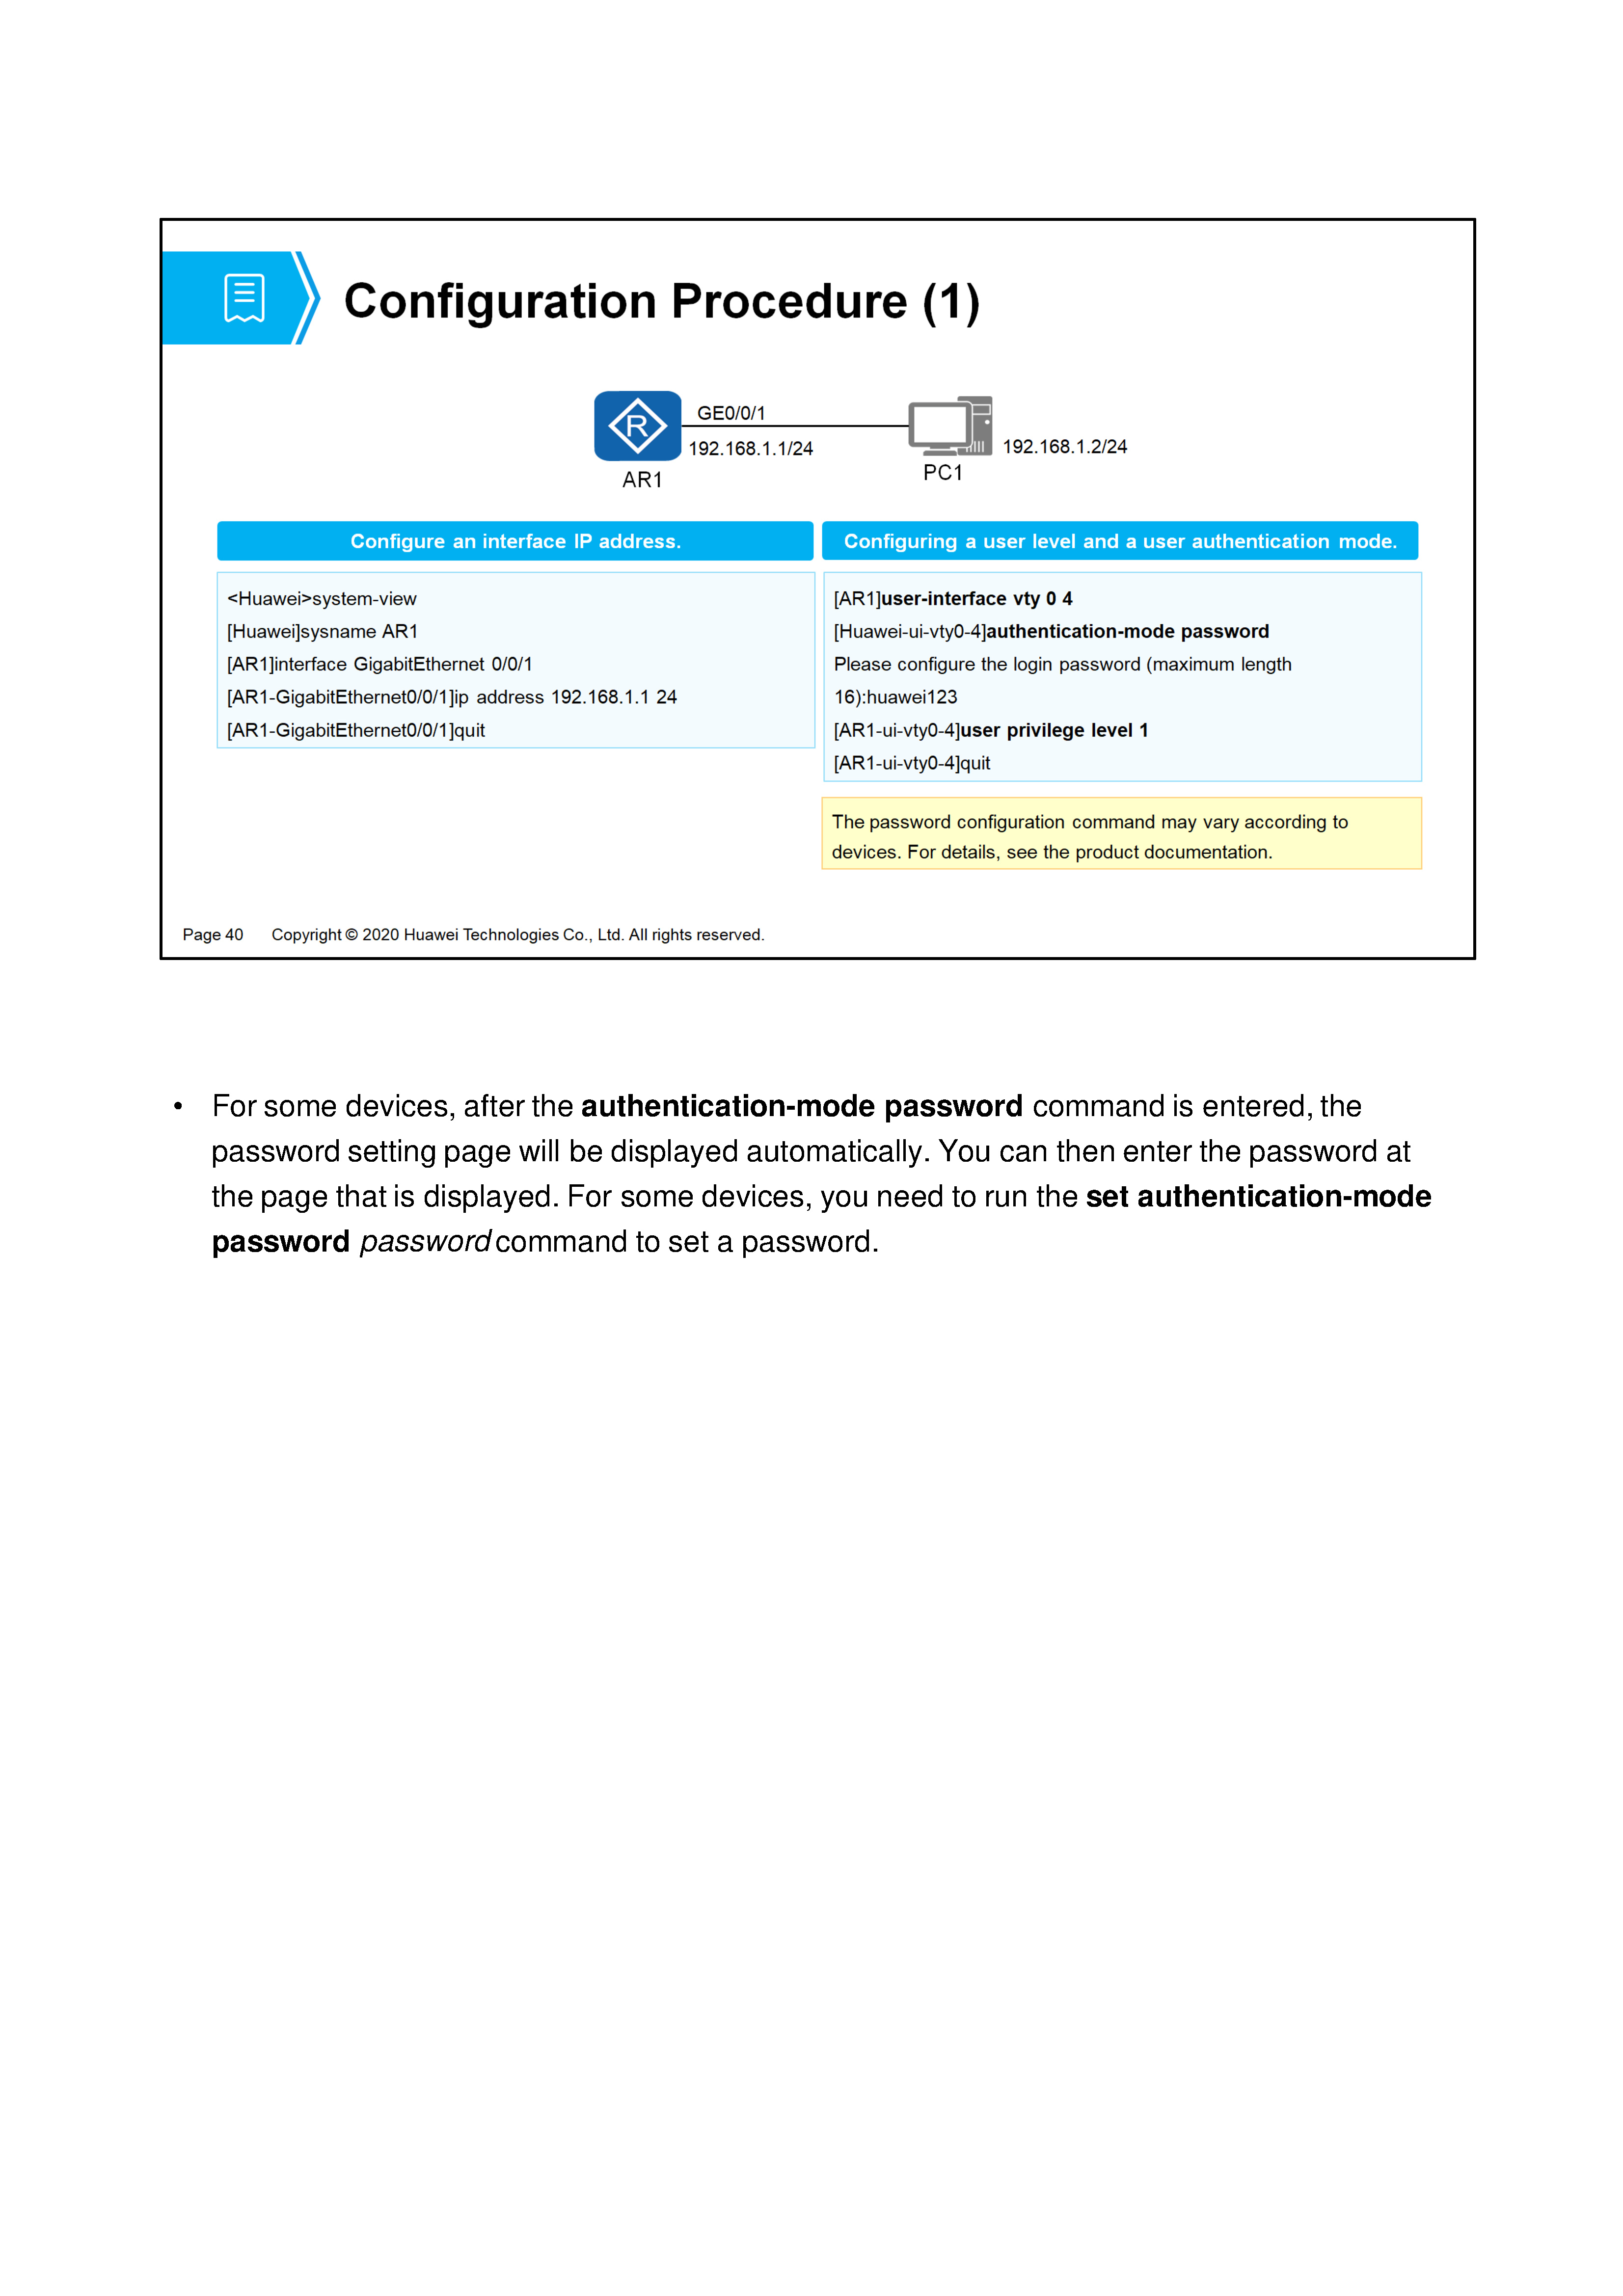 Configuration Procedure (1)
R
GE0/0/1
192.168.1.1/24
192.168.1.2/24
AR1
PC1
Configure an interface IP address.
<Huawei>system-view
[Huawei]sysname AR1
[AR1]interface GigabitEthernet 0/0/1
[AR1-GigabitEthernet0/0/1]ip address 192.168.1.1 24
[AR1-GigabitEthernet0/0/1]quit
Configuring a user level and a user authentication mode.
[AR1]user-interface vty 0 4
[Huawei-ui-vty0-4]authentication-mode password
Please configure the login password (maximum length
16):huawei123
[AR1-ui-vty0-4]user privilege level 1
[AR1-ui-vty0-4]quit
The password configuration command may vary according to
devices. For details, see the product documentation.
Page 40 Copyright © 2020 Huawei Technologies Co., Ltd. All rights reserved.
• For some devices, after the authentication-mode password command is entered, the
password setting page will be displayed automatically. You can then enter the password at
the page that is displayed. For some devices, you need to run the set authentication-mode
password password command to set a password.